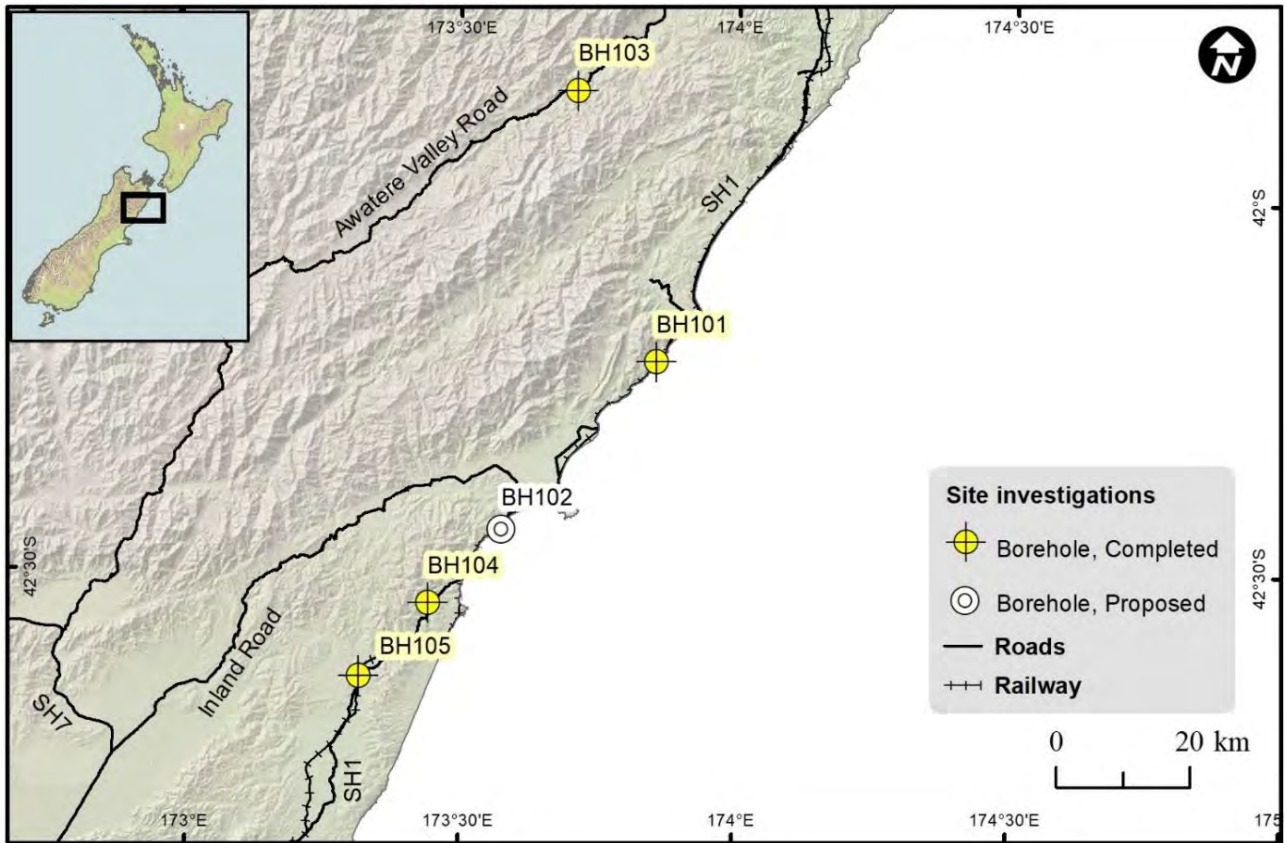 173°30'E
174°E
174°30'E
N
BH103
Awatere Valley Road
SH1
42°S
BH101
BH102
42°30'S
42°30'S
BH104
BH105
Inland Road
SH7
SH1
Site investigations
Borehole, Completed
Borehole, Proposed
Roads
Railway
0 20 km
173°E
173°30'E
174°E
174°30'E
175